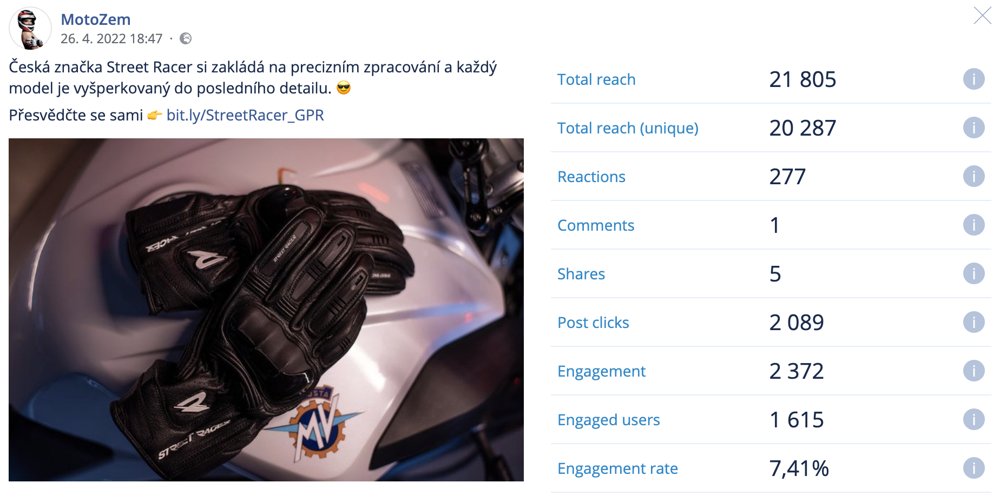 MotoZem
26. 4. 2022 18:47 ·
Česká značka Street Racer si zakládá na precizním zpracování a každý
model je vyšperkovaný do posledního detailu. 😎
Přesvědčte se sami 👉 bit.ly/StreetRacer_GPR
STREET RACER
STREET RACER
MV
Total reach 21 805
Total reach (unique) 20 287
Reactions 277
Comments 1
Shares 5
Post clicks 2 089
Engagement 2 372
Engaged users 1 615
Engagement rate 7,41%